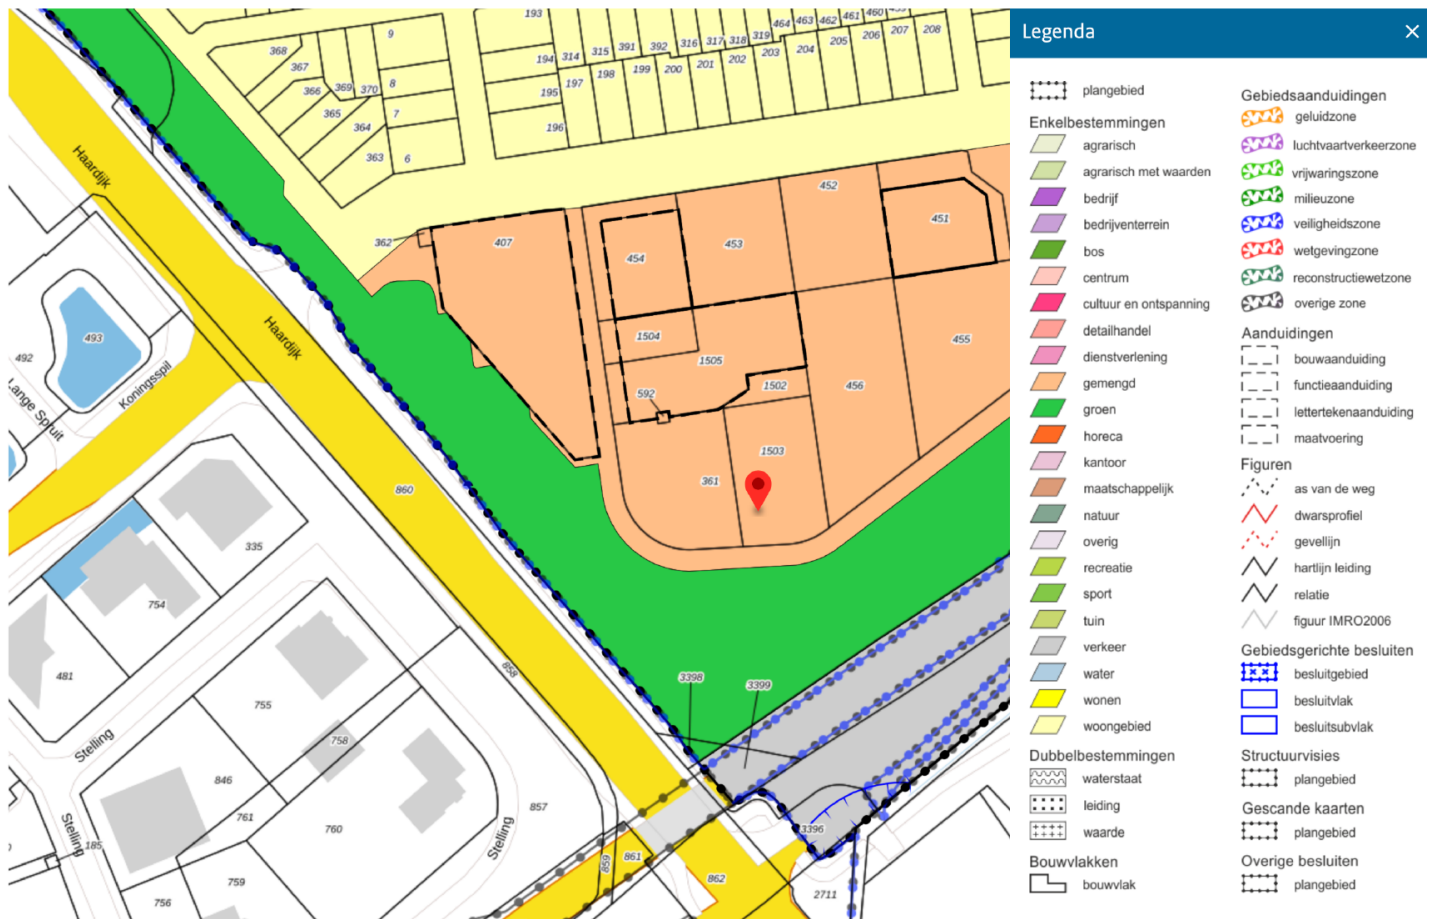 193
464 463 462 461 460
9
368
367
366 369 370 8
365
364
7
363 6
194 314 315 391 392 316 317 318 319
195 197 198 199 200 201 202 203 204 205 206 207 208
196
Haardijk
362
407
454
453
452
451
1504
1505
592
1502
455
456
361
1503
Haardijk
493
492
Koningsspil
Lange Spruit
860
335
754
481
755
758
846
761
760
759
756
185
Stelling
Stelling
Stelling
857
858
859
861
862
3398
3399
3396
2711
Legenda
plangebied
Enkelbestemmingen
agrarisch
agrarisch met waarden
bedrijf
bedrijventerrein
bos
centrum
cultuur en ontspanning
detailhandel
dienstverlening
gemengd
groen
horeca
kantoor
maatschappelijk
natuur
overig
recreatie
sport
tuin
verkeer
water
wonen
woongebied
Dubbelbestemmingen
waterstaat
leiding
waarde
Bouwvlakken
bouwvlak
Gebiedsaanduidingen
geluidzone
luchtvaartverkeerzone
vrijwaringszone
milieuzone
veiligheidszone
wetgevingzone
reconstructiewetzone
overige zone
Aanduidingen
bouwaanduiding
functieaanduiding
lettertekenaanduiding
maatvoering
Figuren
as van de weg
dwarsprofiel
gevellijn
hartlijn leiding
relatie
figuur IMRO2006
Gebiedsgerichte besluiten
besluitgebied
besluitvlak
besluitsubvlak
Structuurvisies
plangebied
Gescande kaarten
plangebied
Overige besluiten
plangebied